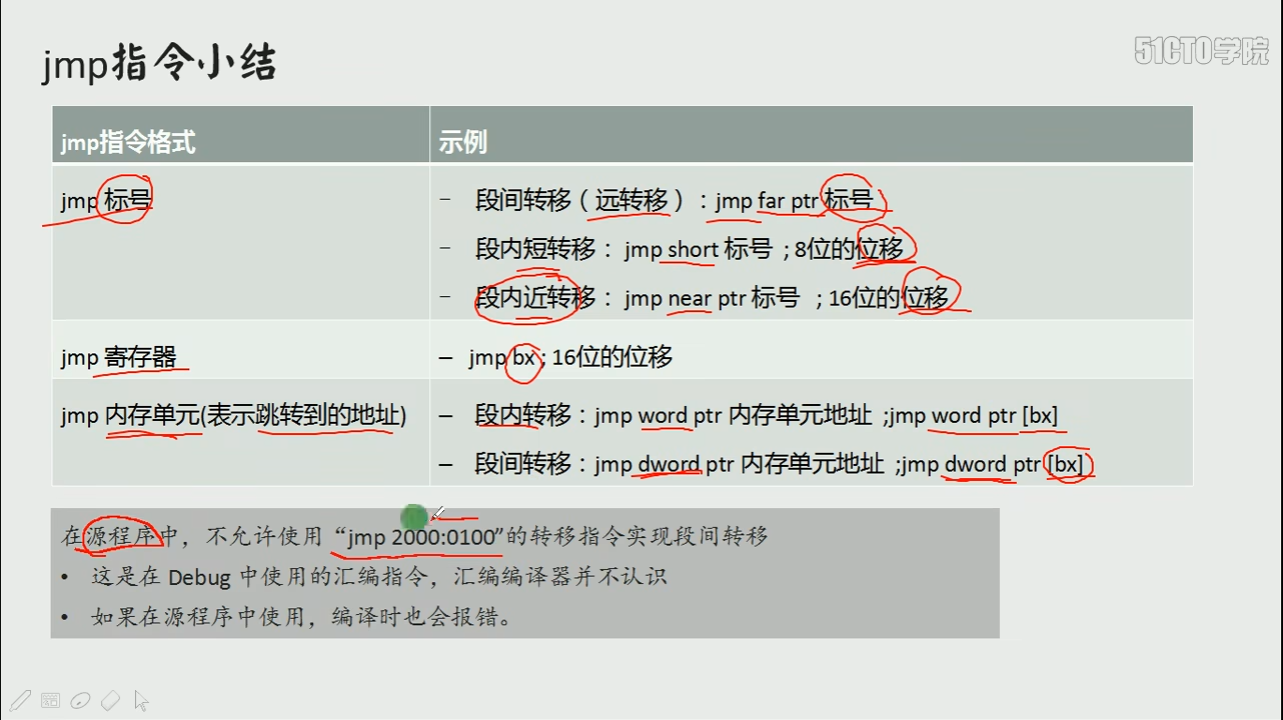 51CTO学院
jmp指令小结
jmp指令格式 示例
jmp 标号 - 段间转移（远转移）：jmp far ptr 标号
- 段内短转移：jmp short 标号 ; 8位的位移
- 段内近转移：jmp near ptr 标号 ; 16位的位移
jmp 寄存器 – jmp bx ; 16位的位移
jmp 内存单元(表示跳转到的地址) – 段内转移：jmp word ptr 内存单元地址 ;jmp word ptr [bx]
– 段间转移：jmp dword ptr 内存单元地址 ;jmp dword ptr [bx]
在源程序中，不允许使用“jmp 2000:0100”的转移指令实现段间转移
• 这是在 Debug 中使用的汇编指令，汇编编译器并不认识
• 如果在源程序中使用，编译时也会报错。